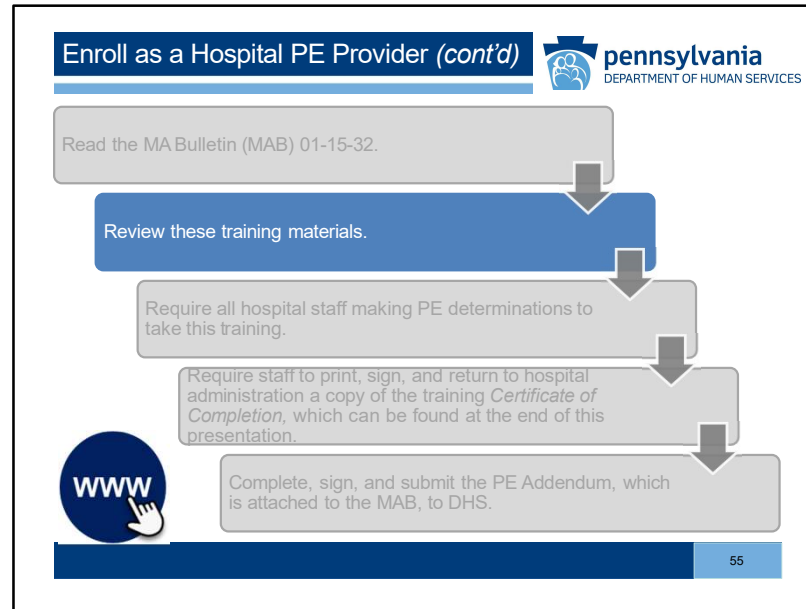 Enroll as a Hospital PE Provider (cont'd)
pennsylvania
DEPARTMENT OF HUMAN SERVICES
Read the MA Bulletin (MAB) 01-15-32.
Review these training materials.
Require all hospital staff making PE determinations to
take this training.
Require staff to print, sign, and return to hospital
administration a copy of the training Certificate of
Completion, which can be found at the end of this
presentation.
Complete, sign, and submit the PE Addendum, which
is attached to the MAB, to DHS.
www
55